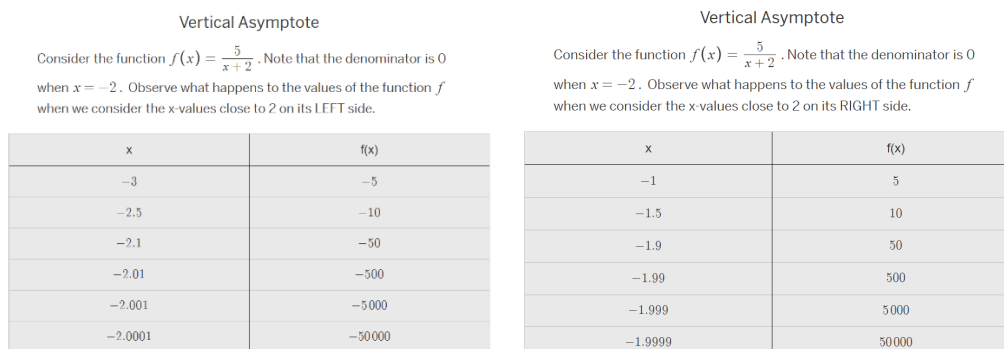 Vertical Asymptote
Consider the function f(x) = 5/(x + 2) . Note that the denominator is 0
when x = −2 . Observe what happens to the values of the function f
when we consider the x-values close to 2 on its LEFT side.
x f(x)
−3 −5
−2.5 −10
−2.1 −50
−2.01 −500
−2.001 −5000
−2.0001 −50000
Vertical Asymptote
Consider the function f(x) = 5/(x + 2) . Note that the denominator is 0
when x = −2 . Observe what happens to the values of the function f
when we consider the x-values close to 2 on its RIGHT side.
x f(x)
−1 5
−1.5 10
−1.9 50
−1.99 500
−1.999 5000
−1.9999 50000